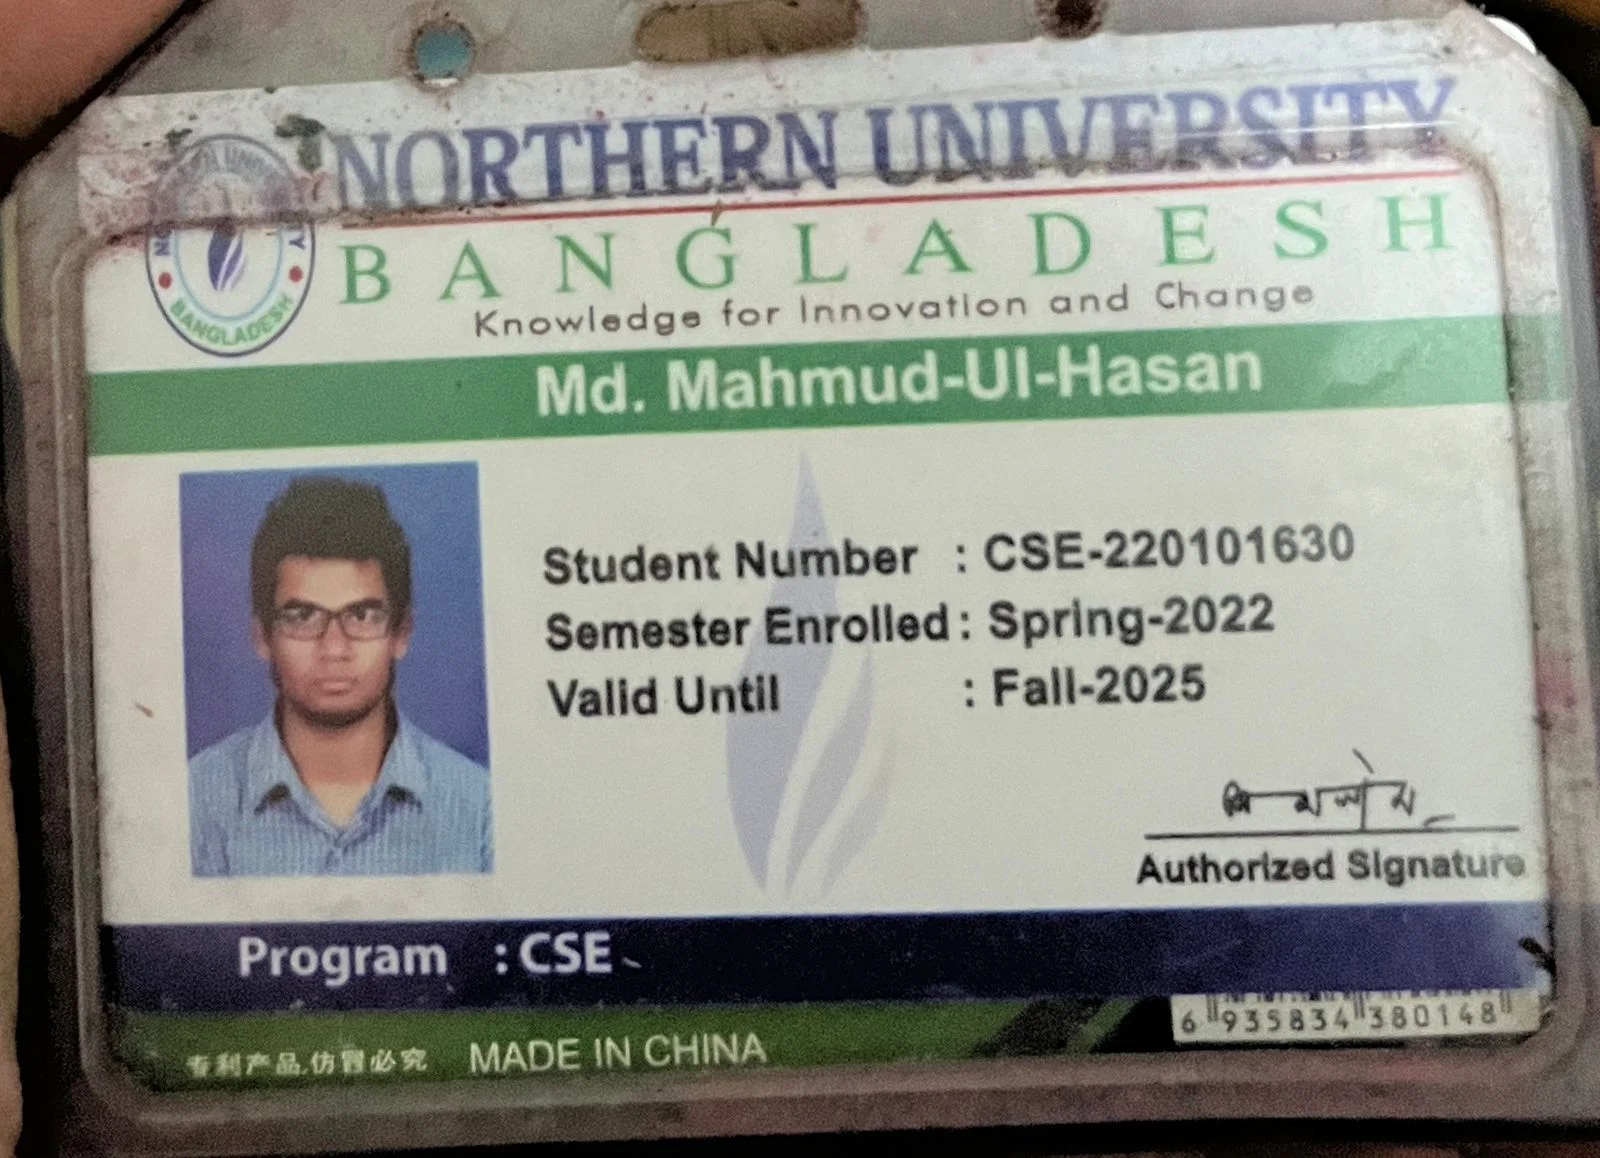 NORTHERN UNIVERSITY
BANGLADESH
Knowledge for Innovation and Change
BANGLADESH
Md. Mahmud-Ul-Hasan
Student Number : CSE-220101630
Semester Enrolled : Spring-2022
Valid Until : Fall-2025
Authorized Signature
Program : CSE
专利产品,仿冒必究 MADE IN CHINA
6 935834 380148